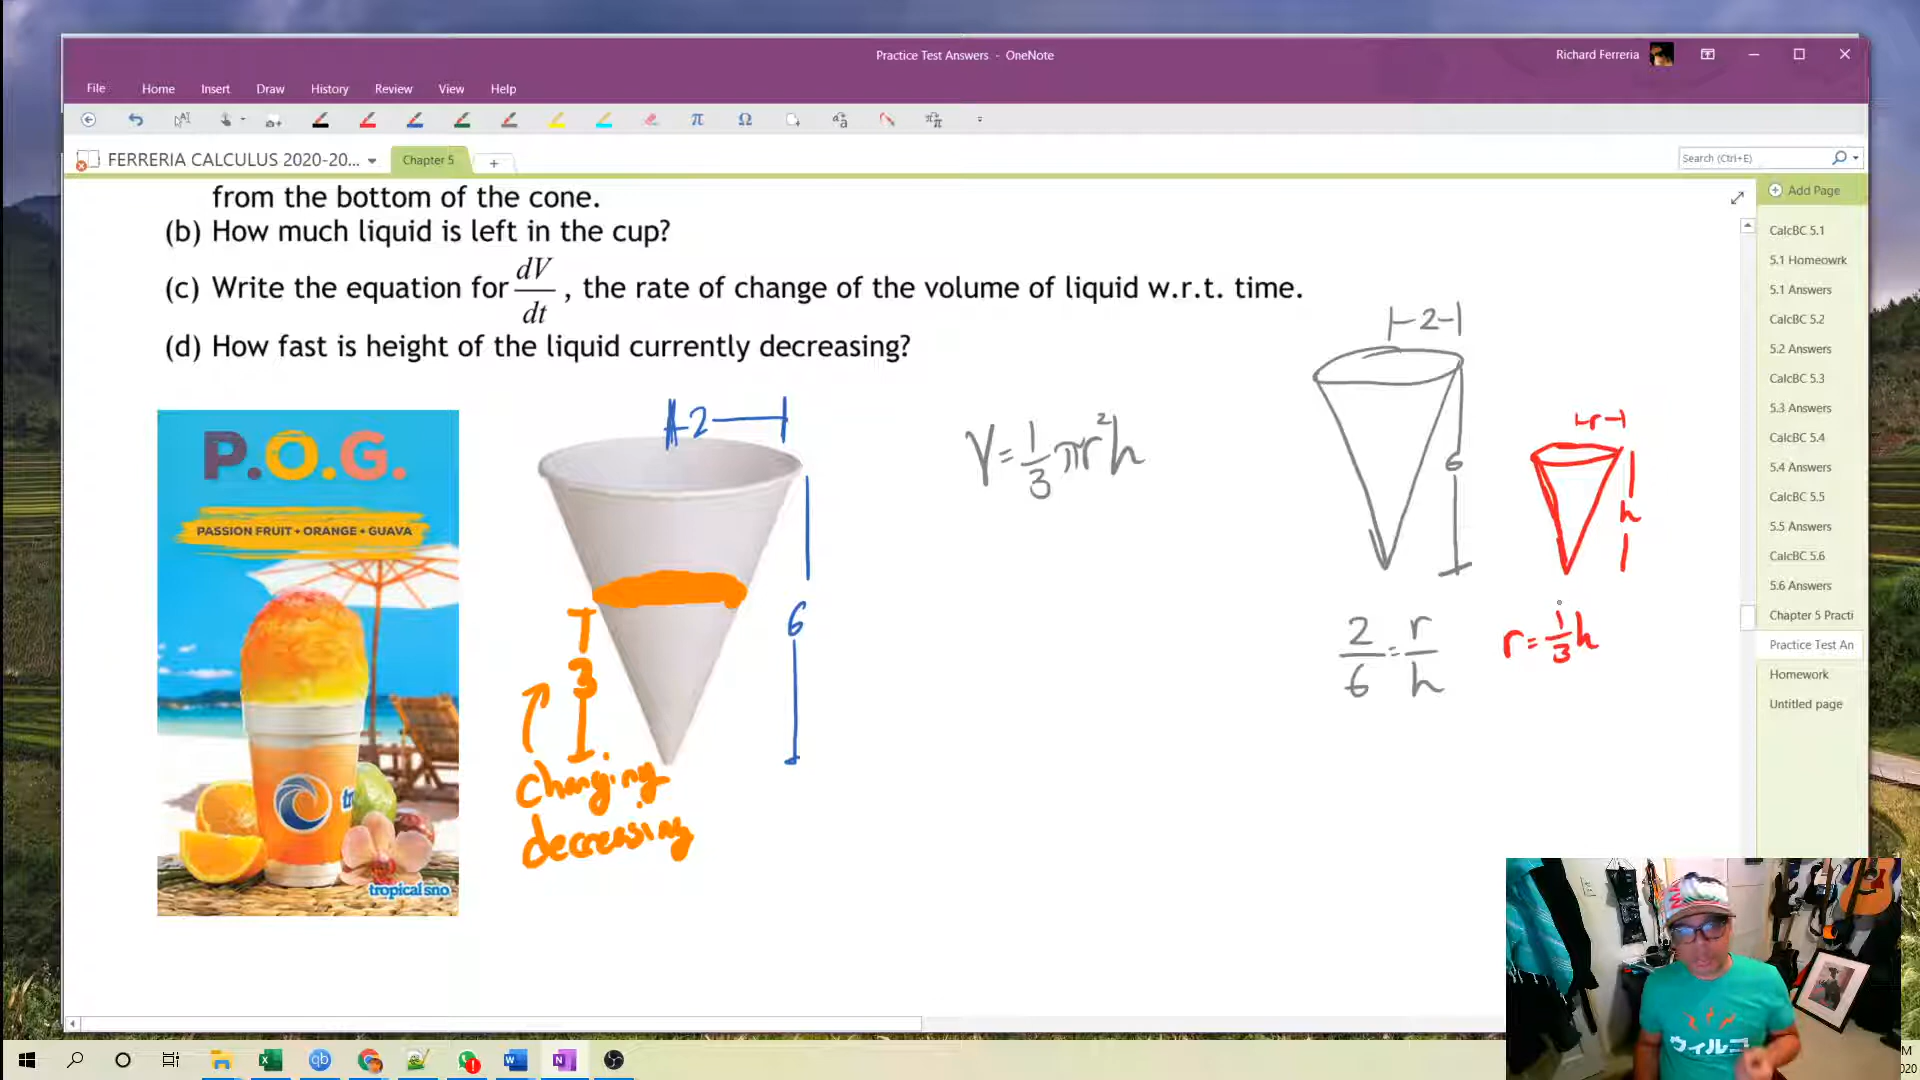 Practice Test Answers - OneNote
Richard Ferreria
File Home Insert Draw History Review View Help
FERRERIA CALCULUS 2020-20...
Chapter 5
Search (Ctrl+E)
Add Page
from the bottom of the cone.
(b) How much liquid is left in the cup?
(c) Write the equation for dV/dt, the rate of change of the volume of liquid w.r.t. time.
(d) How fast is height of the liquid currently decreasing?
P.O.G.
PASSION FRUIT • ORANGE • GUAVA
tropical sno
2
6
3
changing
decreasing
V = 1/3 πr²h
2
6
r
h
2/6 = r/h
r = 1/3 h
CalcBC 5.1
5.1 Homeowrk
5.1 Answers
CalcBC 5.2
5.2 Answers
CalcBC 5.3
5.3 Answers
CalcBC 5.4
5.4 Answers
CalcBC 5.5
5.5 Answers
CalcBC 5.6
5.6 Answers
Chapter 5 Practi
Practice Test An
Homework
Untitled page
ウィルコ